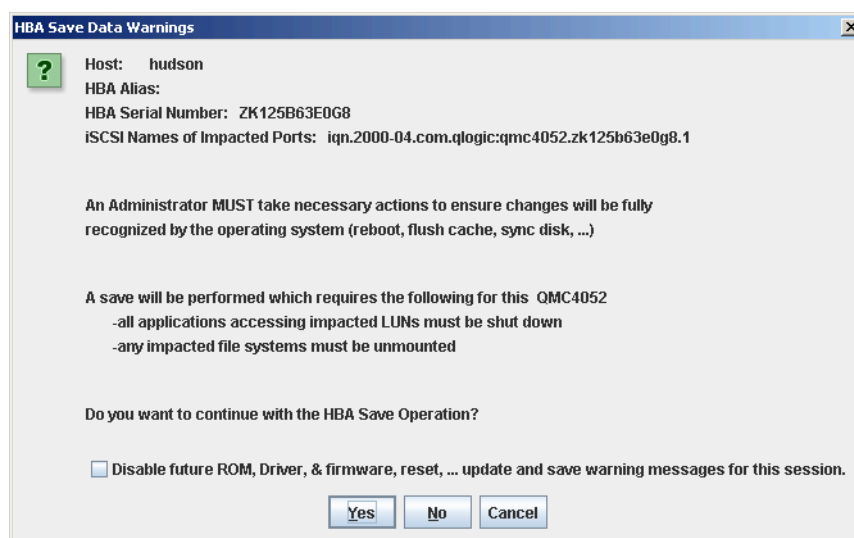 HBA Save Data Warnings
Host: hudson
HBA Alias:
HBA Serial Number: ZK125B63E0G8
iSCSI Names of Impacted Ports: iqn.2000-04.com.qlogic:qmc4052.zk125b63e0g8.1
An Administrator MUST take necessary actions to ensure changes will be fully
recognized by the operating system (reboot, flush cache, sync disk, ...)
A save will be performed which requires the following for this QMC4052
-all applications accessing impacted LUNs must be shut down
-any impacted file systems must be unmounted
Do you want to continue with the HBA Save Operation?
Disable future ROM, Driver, & firmware, reset, ... update and save warning messages for this session.
Yes No Cancel